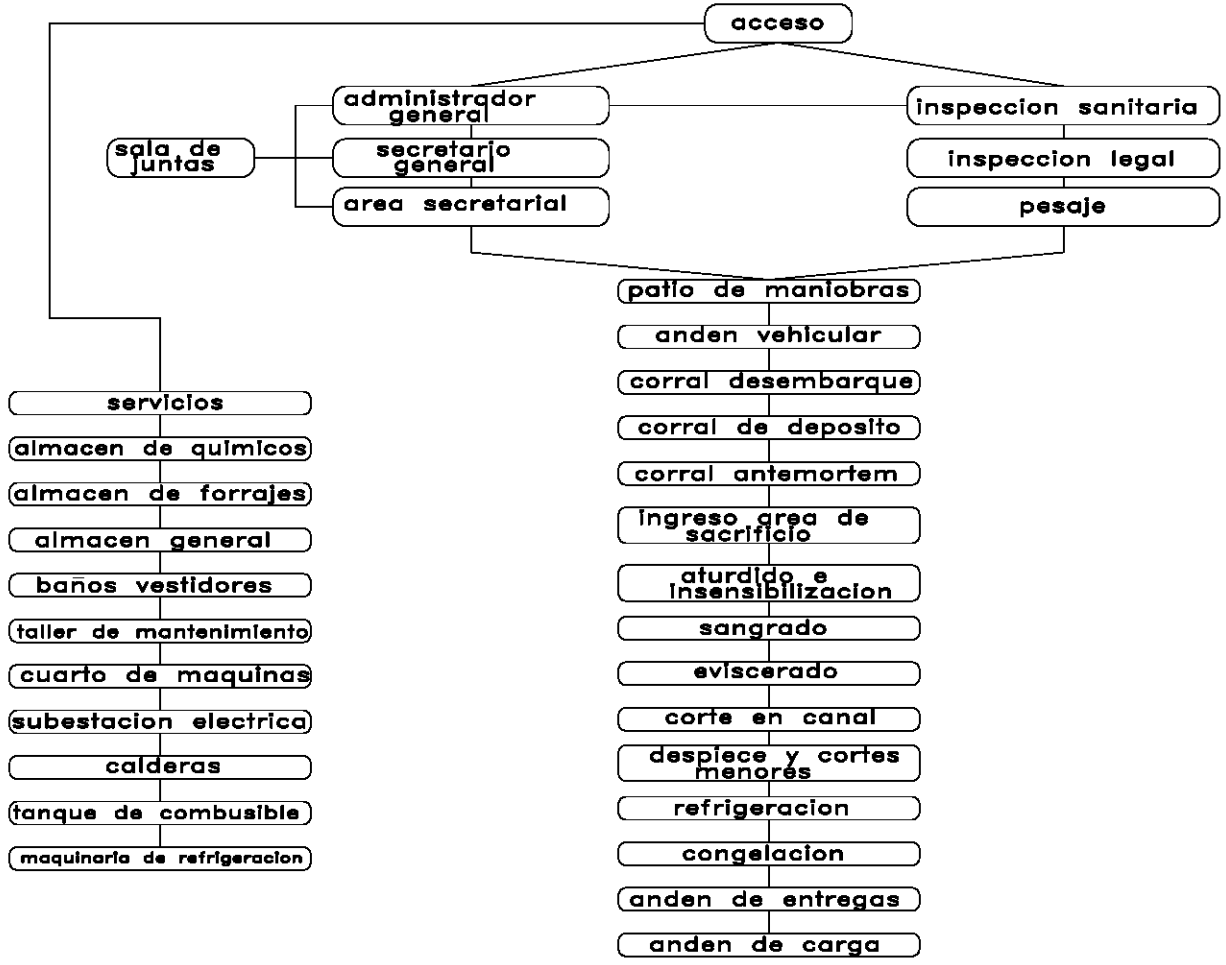 acceso
administrador
general
inspeccion sanitaria
sala de
juntas
secretario
general
inspeccion legal
area secretarial
pesaje
patio de maniobras
anden vehicular
corral desembarque
corral de deposito
corral antemortem
ingreso area de
sacrificio
aturdido e
insensibilizacion
sangrado
eviscerado
corte en canal
despiece y cortes
menores
refrigeracion
congelacion
anden de entregas
anden de carga
servicios
almacen de quimicos
almacen de forrajes
almacen general
baños vestidores
taller de mantenimiento
cuarto de maquinas
subestacion electrica
calderas
tanque de combusible
maquinaria de refrigeracion